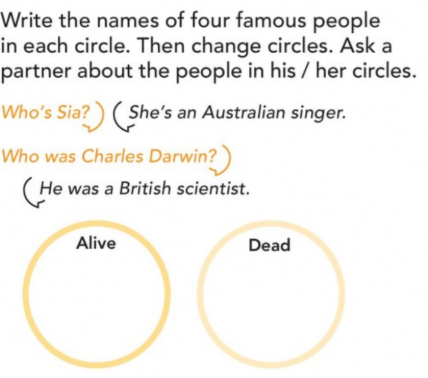 Write the names of four famous people
in each circle. Then change circles. Ask a
partner about the people in his / her circles.
Who's Sia?
She's an Australian singer.
Who was Charles Darwin?
He was a British scientist.
Alive
Dead